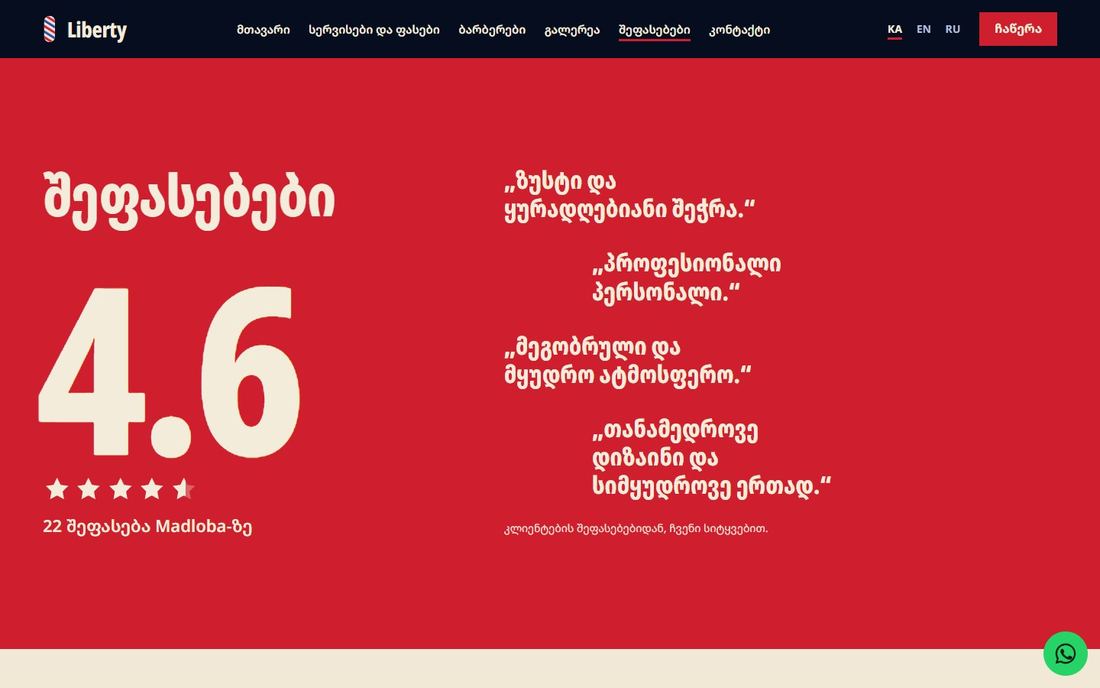 Liberty
მთავარი
სერვისები და ფასები
ბარბერები
გალერეა
შეფასებები
კონტაქტი
KA
EN
RU
ჩაწერა
შეფასებები
4.6
22 შეფასება Madloba-ზე
„ზუსტი და
ყურადღებიანი შეჭრა.“
„პროფესიონალი
პერსონალი.“
„მეგობრული და
მყუდრო ატმოსფერო.“
„თანამედროვე
დიზაინი და
სიმყუდროვე ერთად.“
კლიენტების შეფასებებიდან, ჩვენი სიტყვებით.